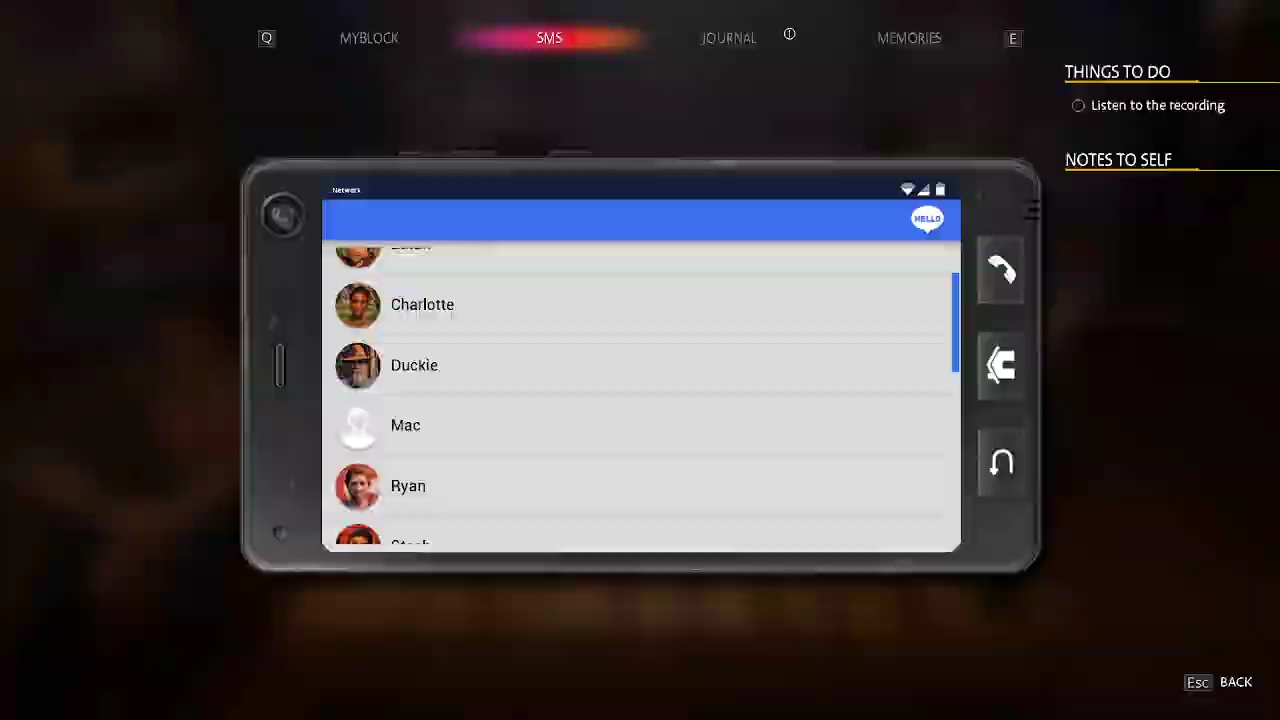 Q
MYBLOCK
SMS
JOURNAL
MEMORIES
E
THINGS TO DO
Listen to the recording
NOTES TO SELF
Network
HELLO
Charlotte
Duckie
Mac
Ryan
Esc BACK